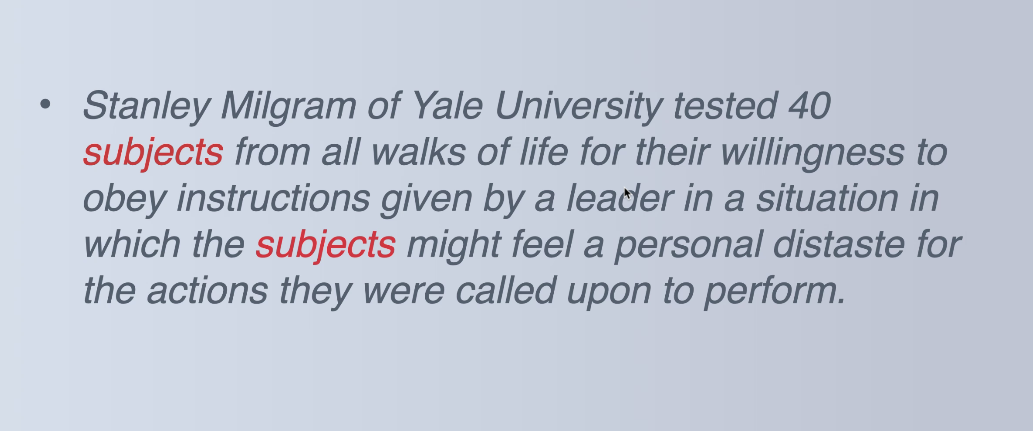 • Stanley Milgram of Yale University tested 40
subjects from all walks of life for their willingness to
obey instructions given by a leader in a situation in
which the subjects might feel a personal distaste for
the actions they were called upon to perform.